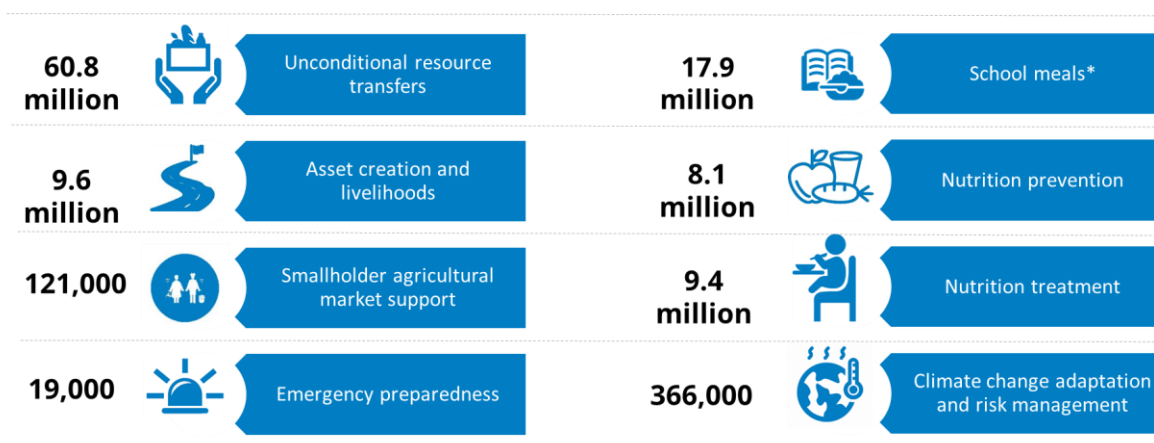 60.8
million
Unconditional resource
transfers
17.9
million
School meals*
9.6
million
Asset creation and
livelihoods
8.1
million
Nutrition prevention
121,000
Smallholder agricultural
market support
9.4
million
Nutrition treatment
19,000
Emergency preparedness
366,000
Climate change adaptation
and risk management